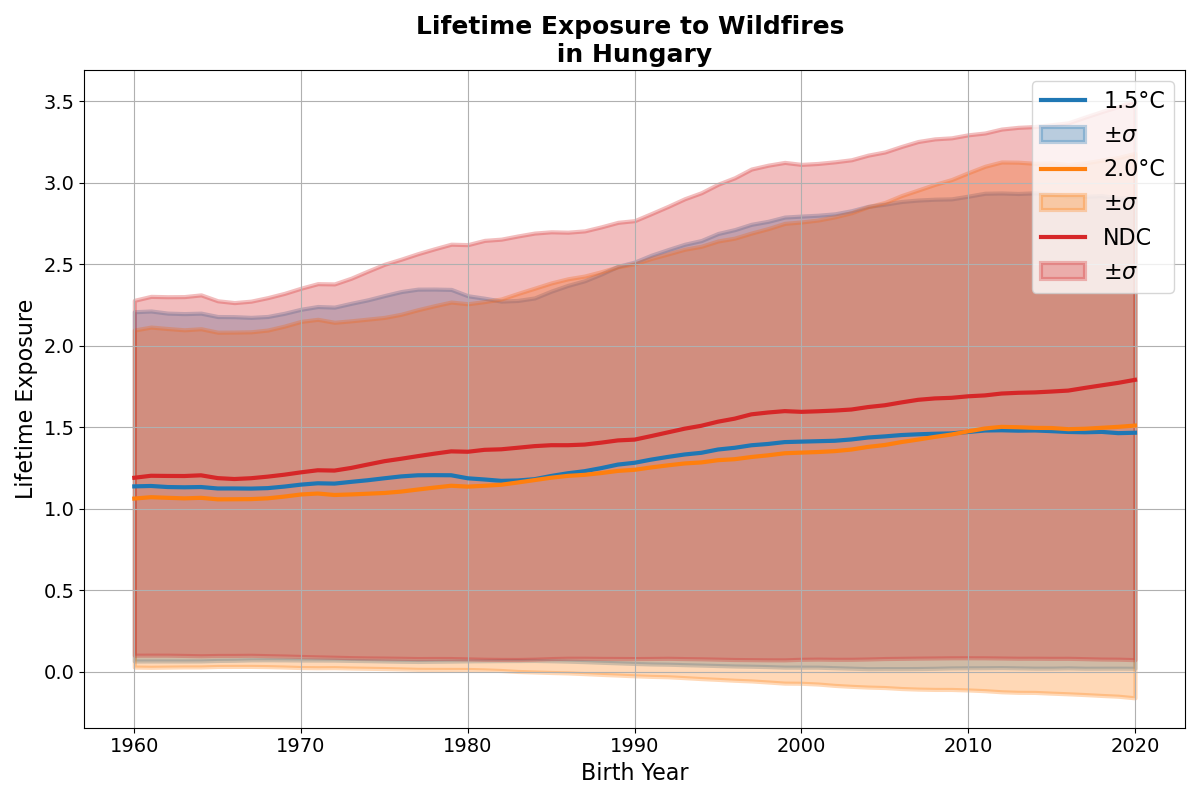 Lifetime Exposure to Wildfires
in Hungary
Lifetime Exposure
3.5
3.0
2.5
2.0
1.5
1.0
0.5
0.0
1960
1970
1980
1990
2000
2010
2020
Birth Year
1.5°C
±σ
2.0°C
±σ
NDC
±σ